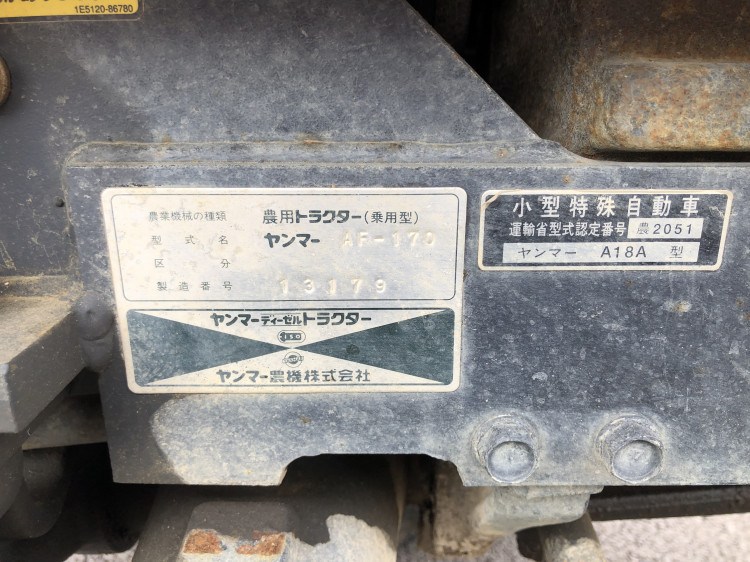 1E5120-86780
農業機械の種類 農用トラクター(乗用型)
型式名 ヤンマー AF-170
区分
製造番号 13179
ヤンマーディーゼルトラクター
ヤンマー農機株式会社
小型特殊自動車
運輸省型式認定番号 農2051
ヤンマー A18A 型